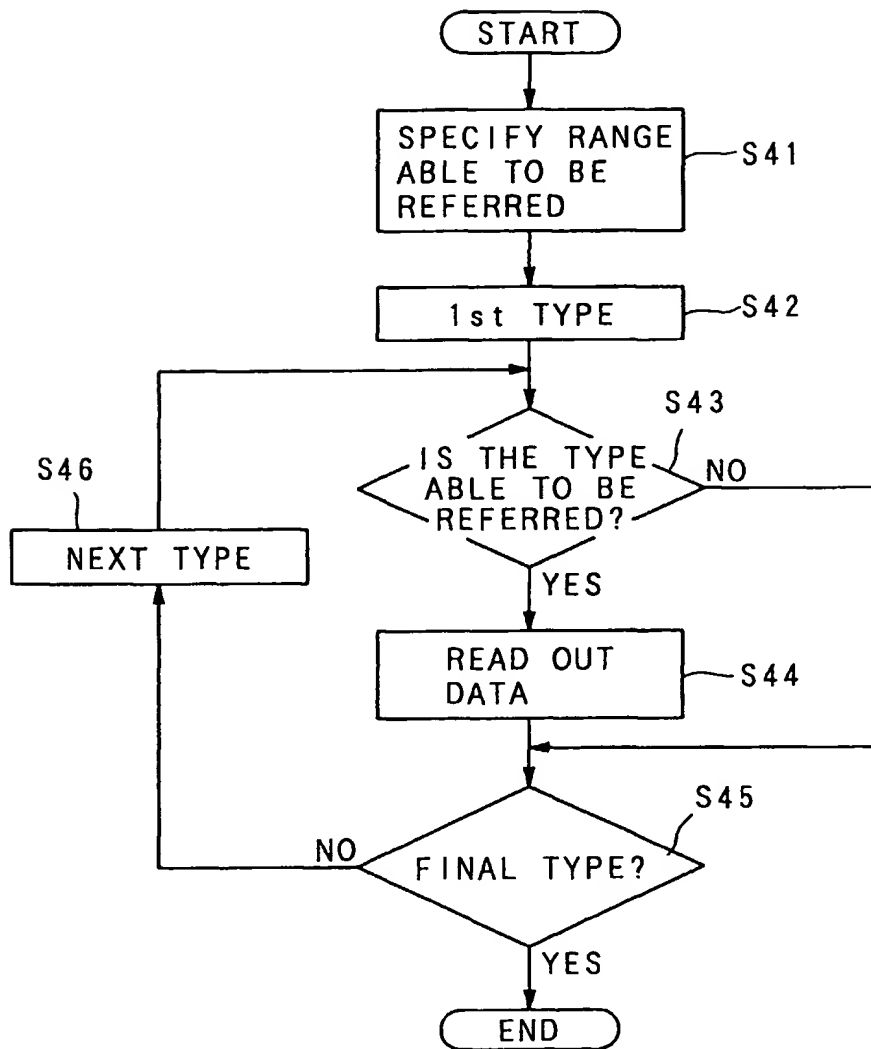 START
SPECIFY RANGE
ABLE TO BE
REFERRED
S41
1st TYPE
S42
IS THE TYPE
ABLE TO BE
REFERRED?
S43
NO
YES
S46
NEXT TYPE
READ OUT
DATA
S44
S45
FINAL TYPE?
NO
YES
END